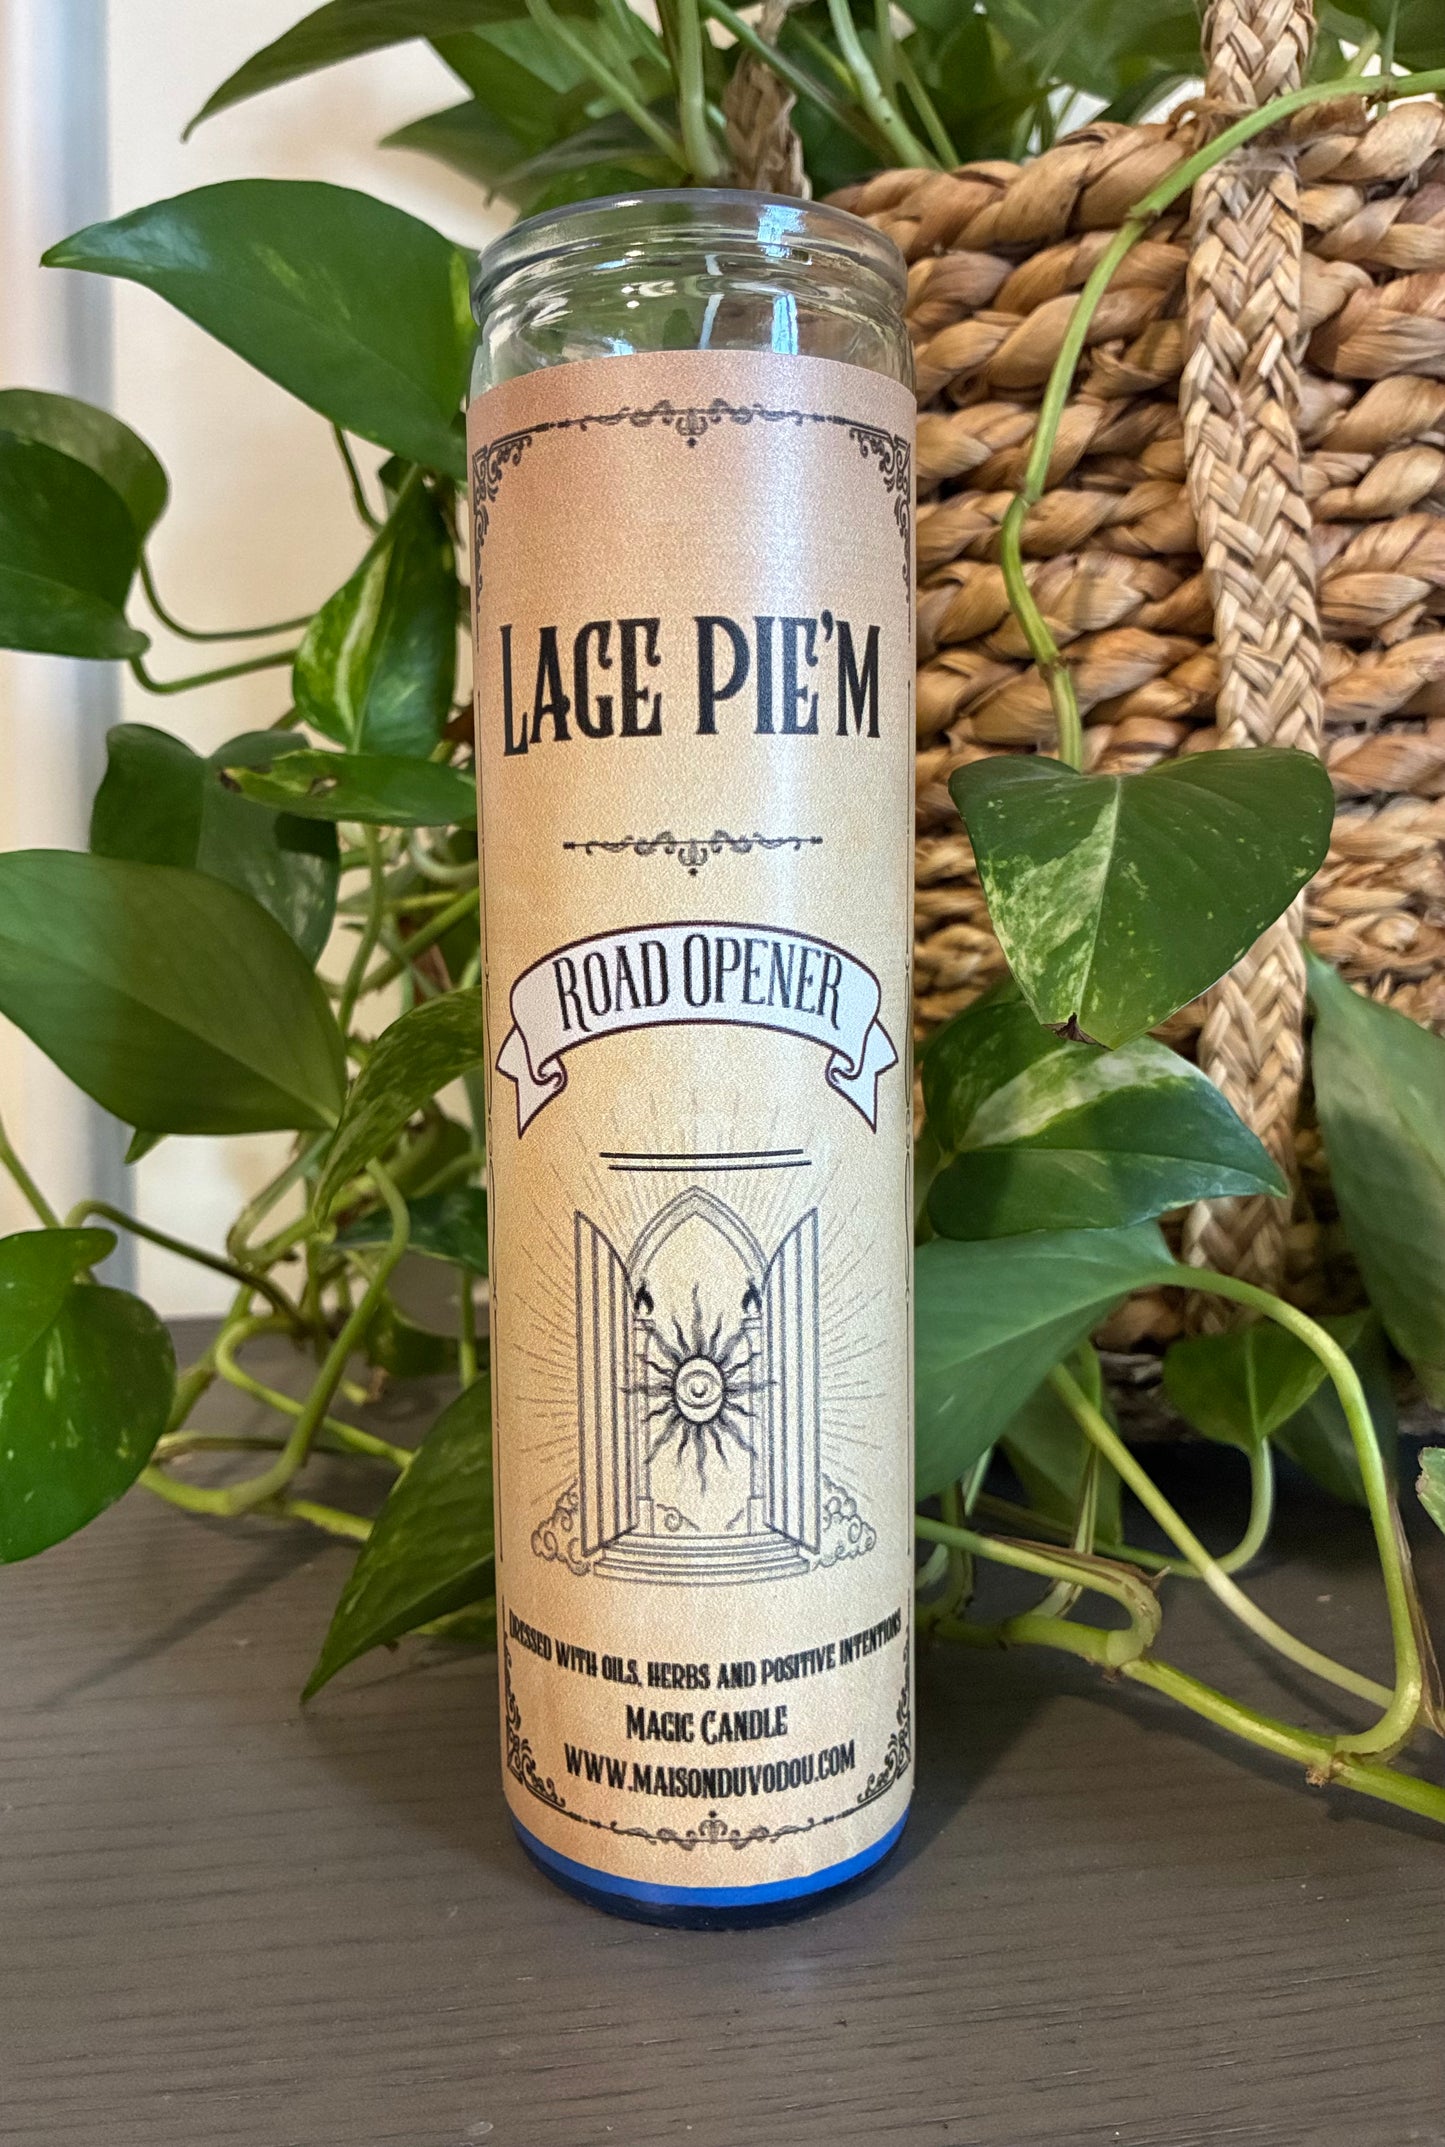 LAGE PIE'M
ROAD OPENER
DRESSED WITH OILS, HERBS AND POSITIVE INTENTIONS
MAGIC CANDLE
WWW.MAISONDUVODOU.COM